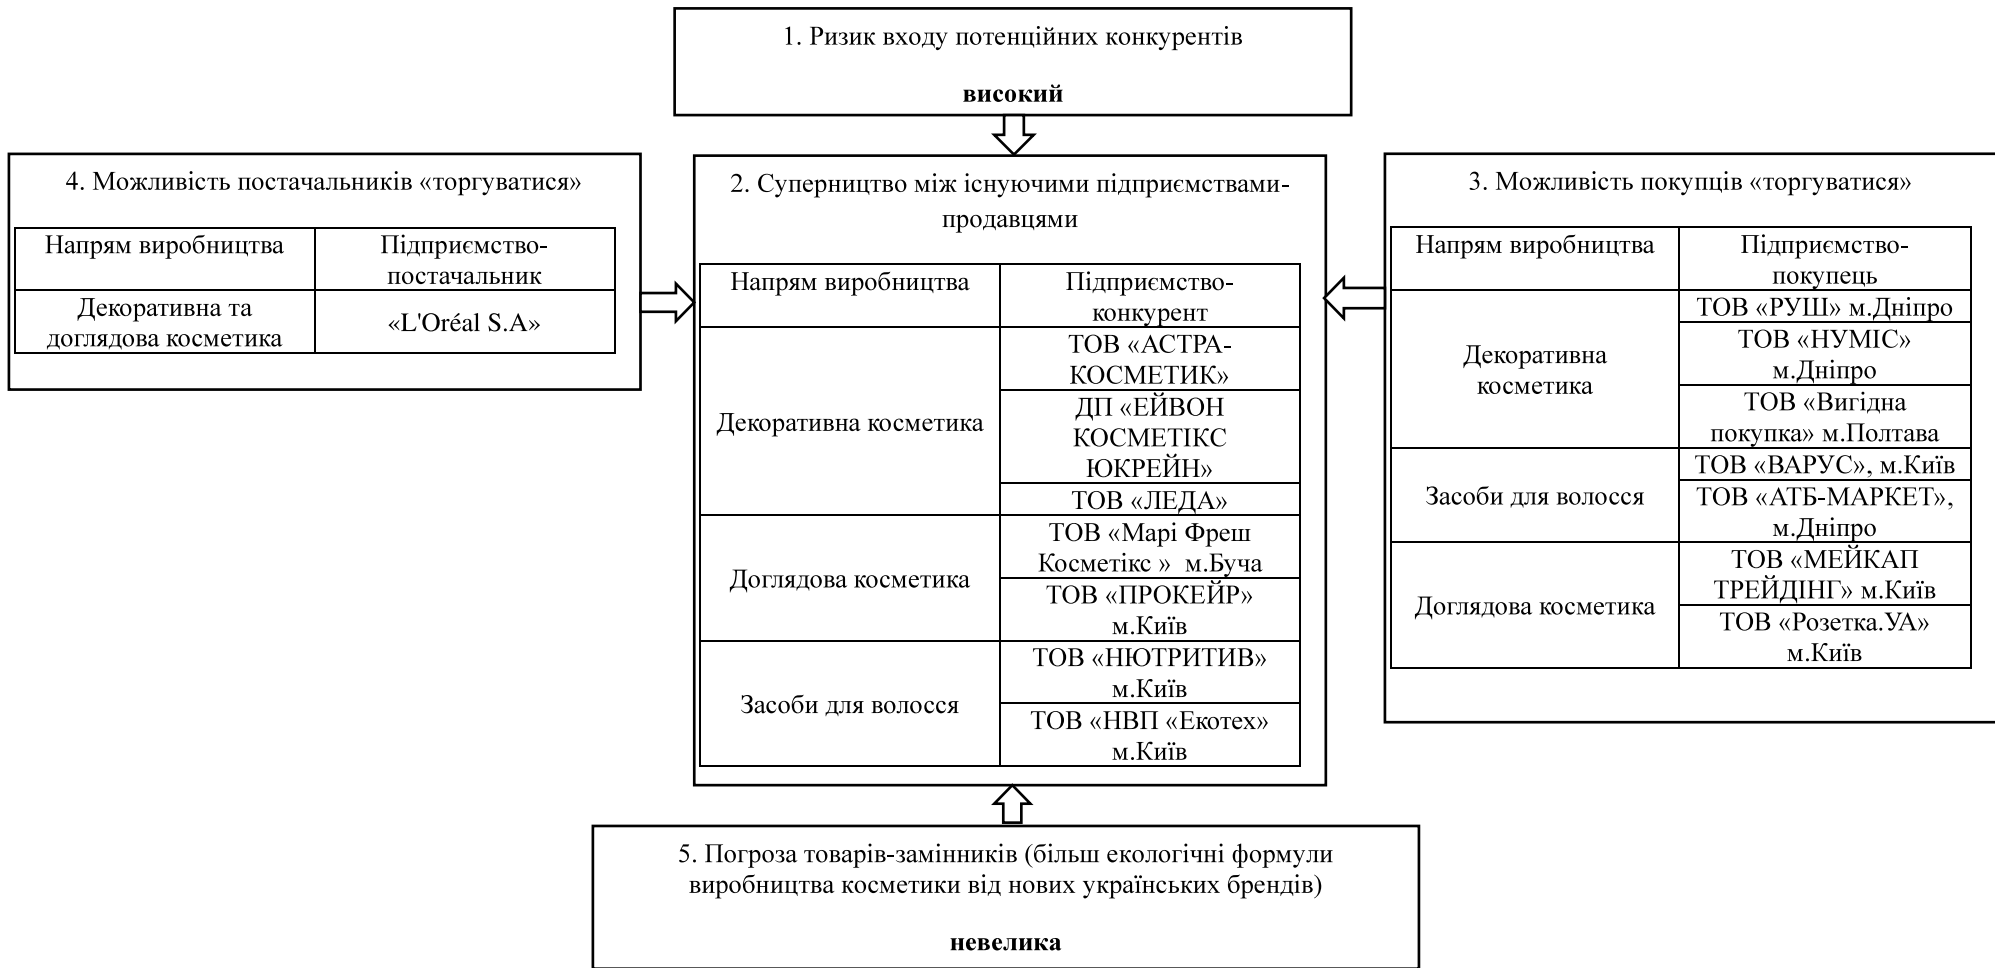 1. Ризик входу потенційних конкурентів
високий
4. Можливість постачальників «торгуватися»
Напрям виробництва
Підприємство-
постачальник
Декоративна та
доглядова косметика
«L'Oréal S.A»
2. Суперництво між існуючими підприємствами-
продавцями
Напрям виробництва
Підприємство-
конкурент
Декоративна косметика
ТОВ «АСТРА-
КОСМЕТИК»
ДП «ЕЙВОН
КОСМЕТІКС
ЮКРЕЙН»
ТОВ «ЛЕДА»
Доглядова косметика
ТОВ «Марі Фреш
Косметікс » м.Буча
ТОВ «ПРОКЕЙР»
м.Київ
Засоби для волосся
ТОВ «НЮТРИТИВ»
м.Київ
ТОВ «НВП «Екотех»
м.Київ
3. Можливість покупців «торгуватися»
Напрям виробництва
Підприємство-
покупець
Декоративна
косметика
ТОВ «РУШ» м.Дніпро
ТОВ «НУМІС»
м.Дніпро
ТОВ «Вигідна
покупка» м.Полтава
Засоби для волосся
ТОВ «ВАРУС», м.Київ
ТОВ «АТБ-МАРКЕТ»,
м.Дніпро
Доглядова косметика
ТОВ «МЕЙКАП
ТРЕЙДІНГ» м.Київ
ТОВ «Розетка.УА»
м.Київ
5. Погроза товарів-замінників (більш екологічні формули
виробництва косметики від нових українських брендів)
невелика